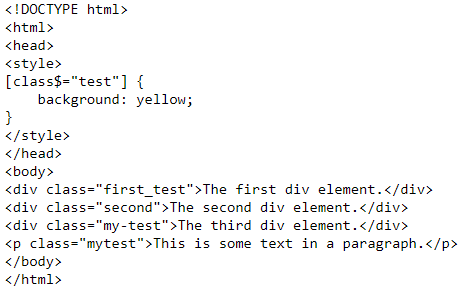 <!DOCTYPE html>
<html>
<head>
<style>
[class$="test"] {
    background: yellow;
}
</style>
</head>
<body>
<div class="first_test">The first div element.</div>
<div class="second">The second div element.</div>
<div class="my-test">The third div element.</div>
<p class="mytest">This is some text in a paragraph.</p>
</body>
</html>